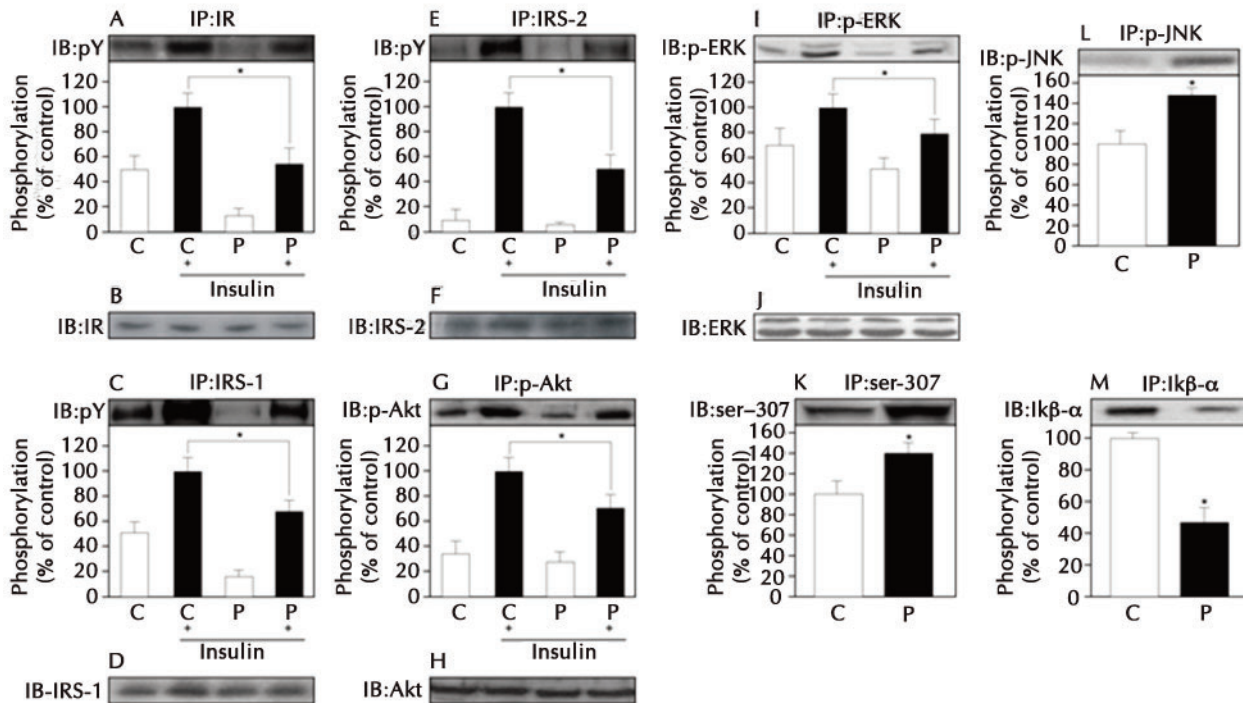 A IP:IR
IB:pY
Phosphorylation
(% of control)
120
100
80
60
40
20
0
*
C C P P
+ +
Insulin
B
IB:IR
C IP:IRS-1
IB:pY
Phosphorylation
(% of control)
120
100
80
60
40
20
0
*
C C P P
+ +
Insulin
D
IB-IRS-1
E IP:IRS-2
IB:pY
Phosphorylation
(% of control)
120
100
80
60
40
20
0
*
C C P P
+ +
Insulin
F
IB:IRS-2
G IP:p-Akt
IB:p-Akt
Phosphorylation
(% of control)
120
100
80
60
40
20
0
*
C C P P
+ +
Insulin
H
IB:Akt
I IP:p-ERK
IB:p-ERK
Phosphorylation
(% of control)
120
100
80
60
40
20
0
*
C C P P
+ +
Insulin
J
IB:ERK
K IP:ser-307
IB:ser–307
Phosphorylation
(% of control)
160
140
120
100
80
60
40
20
0
*
C P
L IP:p-JNK
IB:p-JNK
Phosphorylation
(% of control)
160
140
120
100
80
60
40
20
0
*
C P
M IP:Ikβ-α
IB:Ikβ-α
Phosphorylation
(% of control)
100
80
60
40
20
0
*
C P